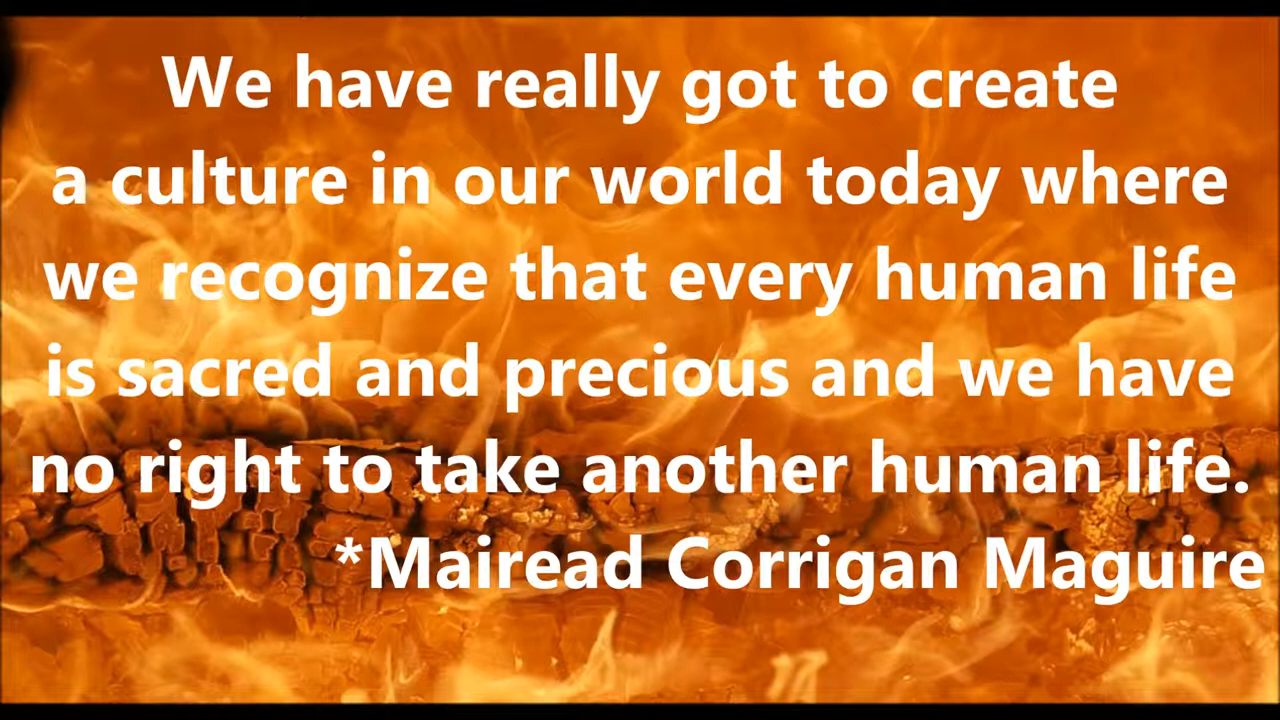 We have really got to create
a culture in our world today where
we recognize that every human life
is sacred and precious and we have
no right to take another human life.
*Mairead Corrigan Maguire